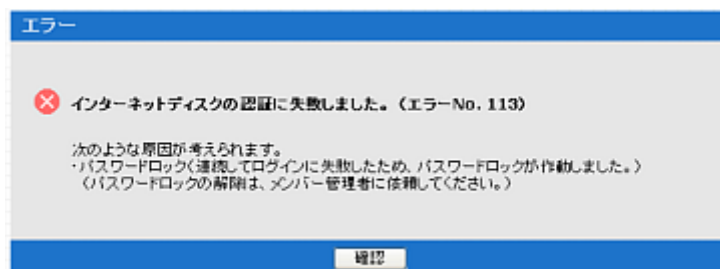 エラー
インターネットディスクの認証に失敗しました。（エラーNo. 113）
次のような原因が考えられます。
・パスワードロック（連続してログインに失敗したため、パスワードロックが作動しました。）
（パスワードロックの解除は、メンバー管理者に依頼してください。）
確認